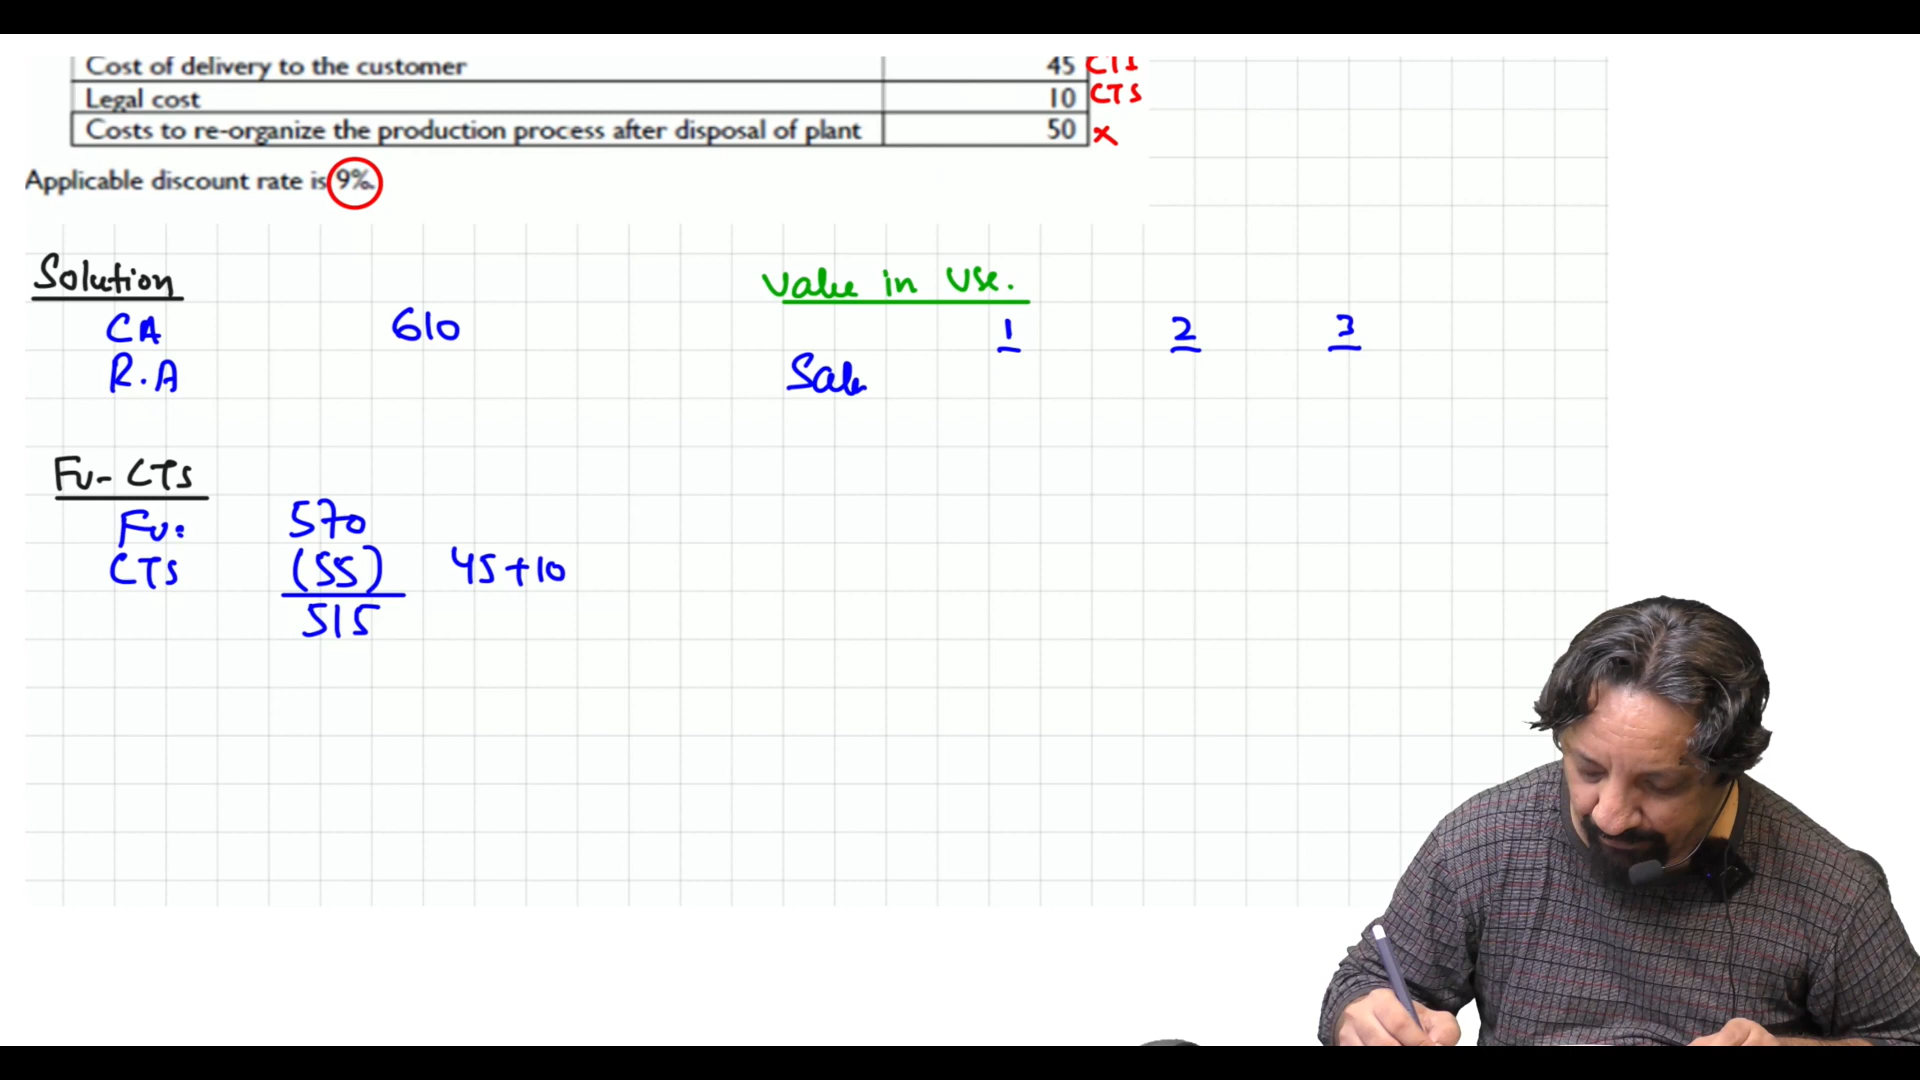 Cost of delivery to the customer 45 CTS
Legal cost 10 CTS
Costs to re-organize the production process after disposal of plant 50 x
Applicable discount rate is 9%.
Solution
CA 610
R.A
Value in Use.
1 2 3
Sale
Fv- CTS
Fv: 570
CTS (55) 45+10
515